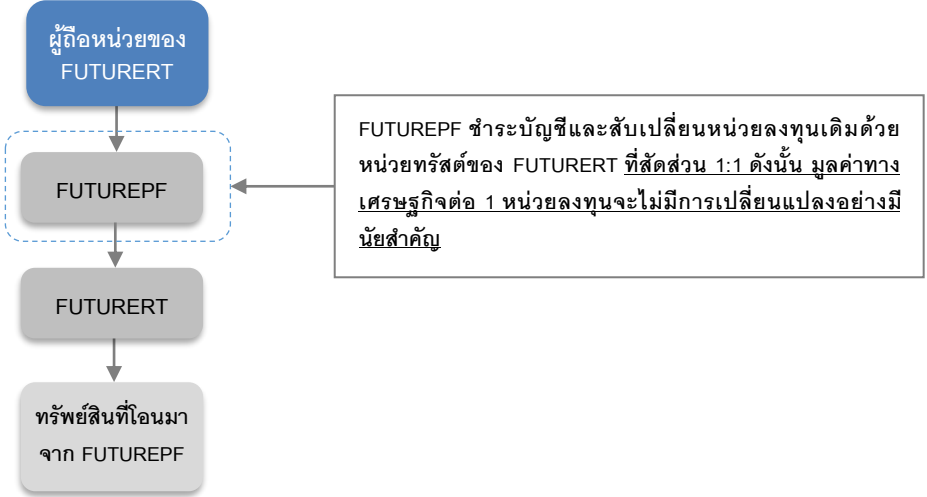 ผู้ถือหน่วยของ
FUTURERT
FUTUREPF ชำระบัญชีและสับเปลี่ยนหน่วยลงทุนเดิมด้วย
หน่วยทรัสต์ของ FUTURERT ที่สัดส่วน 1:1 ดังนั้น มูลค่าทาง
เศรษฐกิจต่อ 1 หน่วยลงทุนจะไม่มีการเปลี่ยนแปลงอย่างมี
นัยสำคัญ
FUTUREPF
FUTURERT
ทรัพย์สินที่โอนมา
จาก FUTUREPF